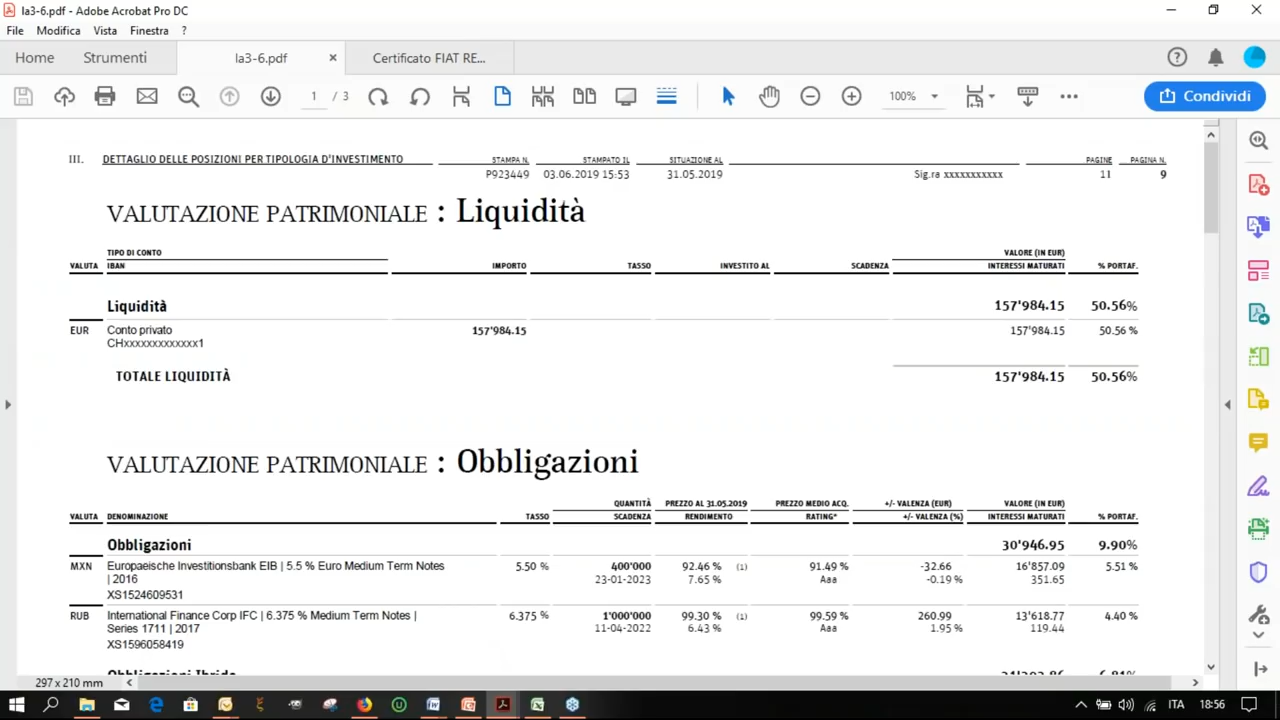 la3-6.pdf - Adobe Acrobat Pro DC
File Modifica Vista Finestra ?
Home Strumenti la3-6.pdf × Certificato FIAT RE...
1 / 3 100% Condividi
III. DETTAGLIO DELLE POSIZIONI PER TIPOLOGIA D'INVESTIMENTO STAMPA N. STAMPATO IL SITUAZIONE AL PAGINE PAGINA N.
P923449 03.06.2019 15:53 31.05.2019 Sig.ra xxxxxxxxxxx 11 9
VALUTAZIONE PATRIMONIALE : Liquidità
TIPO DI CONTO VALORE (IN EUR)
VALUTA IBAN IMPORTO TASSO INVESTITO AL SCADENZA INTERESSI MATURATI % PORTAF.
Liquidità 157'984.15 50.56%
EUR Conto privato 157'984.15 157'984.15 50.56 %
CHxxxxxxxxxxxxx1
TOTALE LIQUIDITÀ 157'984.15 50.56%
VALUTAZIONE PATRIMONIALE : Obbligazioni
QUANTITÀ PREZZO AL 31.05.2019 PREZZO MEDIO ACQ. +/- VALENZA (EUR) VALORE (IN EUR)
VALUTA DENOMINAZIONE TASSO SCADENZA RENDIMENTO RATING* +/- VALENZA (%) INTERESSI MATURATI % PORTAF.
Obbligazioni 30'946.95 9.90%
MXN Europaeische Investitionsbank EIB | 5.5 % Euro Medium Term Notes 5.50 % 400'000 92.46 % (1) 91.49 % -32.66 16'857.09 5.51 %
| 2016 23-01-2023 7.65 % Aaa -0.19 % 351.65
XS1524609531
RUB International Finance Corp IFC | 6.375 % Medium Term Notes | 6.375 % 1'000'000 99.30 % (1) 99.59 % 260.99 13'618.77 4.40 %
Series 1711 | 2017 11-04-2022 6.43 % Aaa 1.95 % 119.44
XS1596058419
297 x 210 mm
ITA 18:56